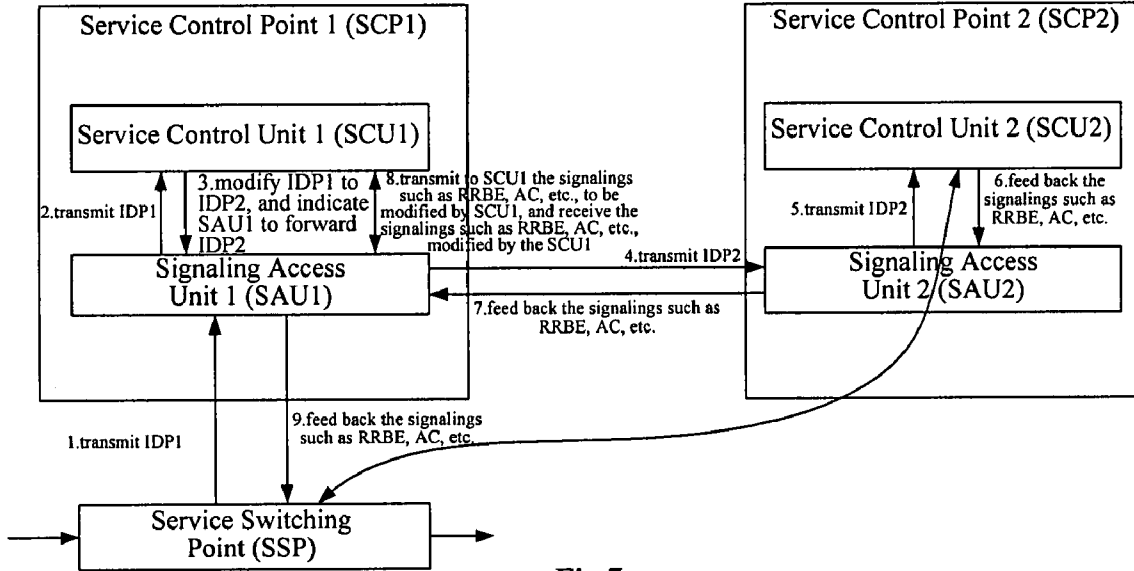 Service Control Point 1 (SCP1)
Service Control Point 2 (SCP2)
Service Control Unit 1 (SCU1)
Service Control Unit 2 (SCU2)
2.transmit IDP1
3.modify IDP1 to
IDP2, and indicate
SAU1 to forward
IDP2
8.transmit to SCU1 the signalings
such as RRBE, AC, etc., to be
modified by SCU1, and receive the
signalings such as RRBE, AC, etc.,
modified by the SCU1
5.transmit IDP2
6.feed back the
signalings such as
RRBE, AC, etc.
Signaling Access
Unit 1 (SAU1)
4.transmit IDP2
Signaling Access
Unit 2 (SAU2)
7.feed back the signalings such as
RRBE, AC, etc.
1.transmit IDP1
9.feed back the signalings
such as RRBE, AC, etc.
Service Switching
Point (SSP)